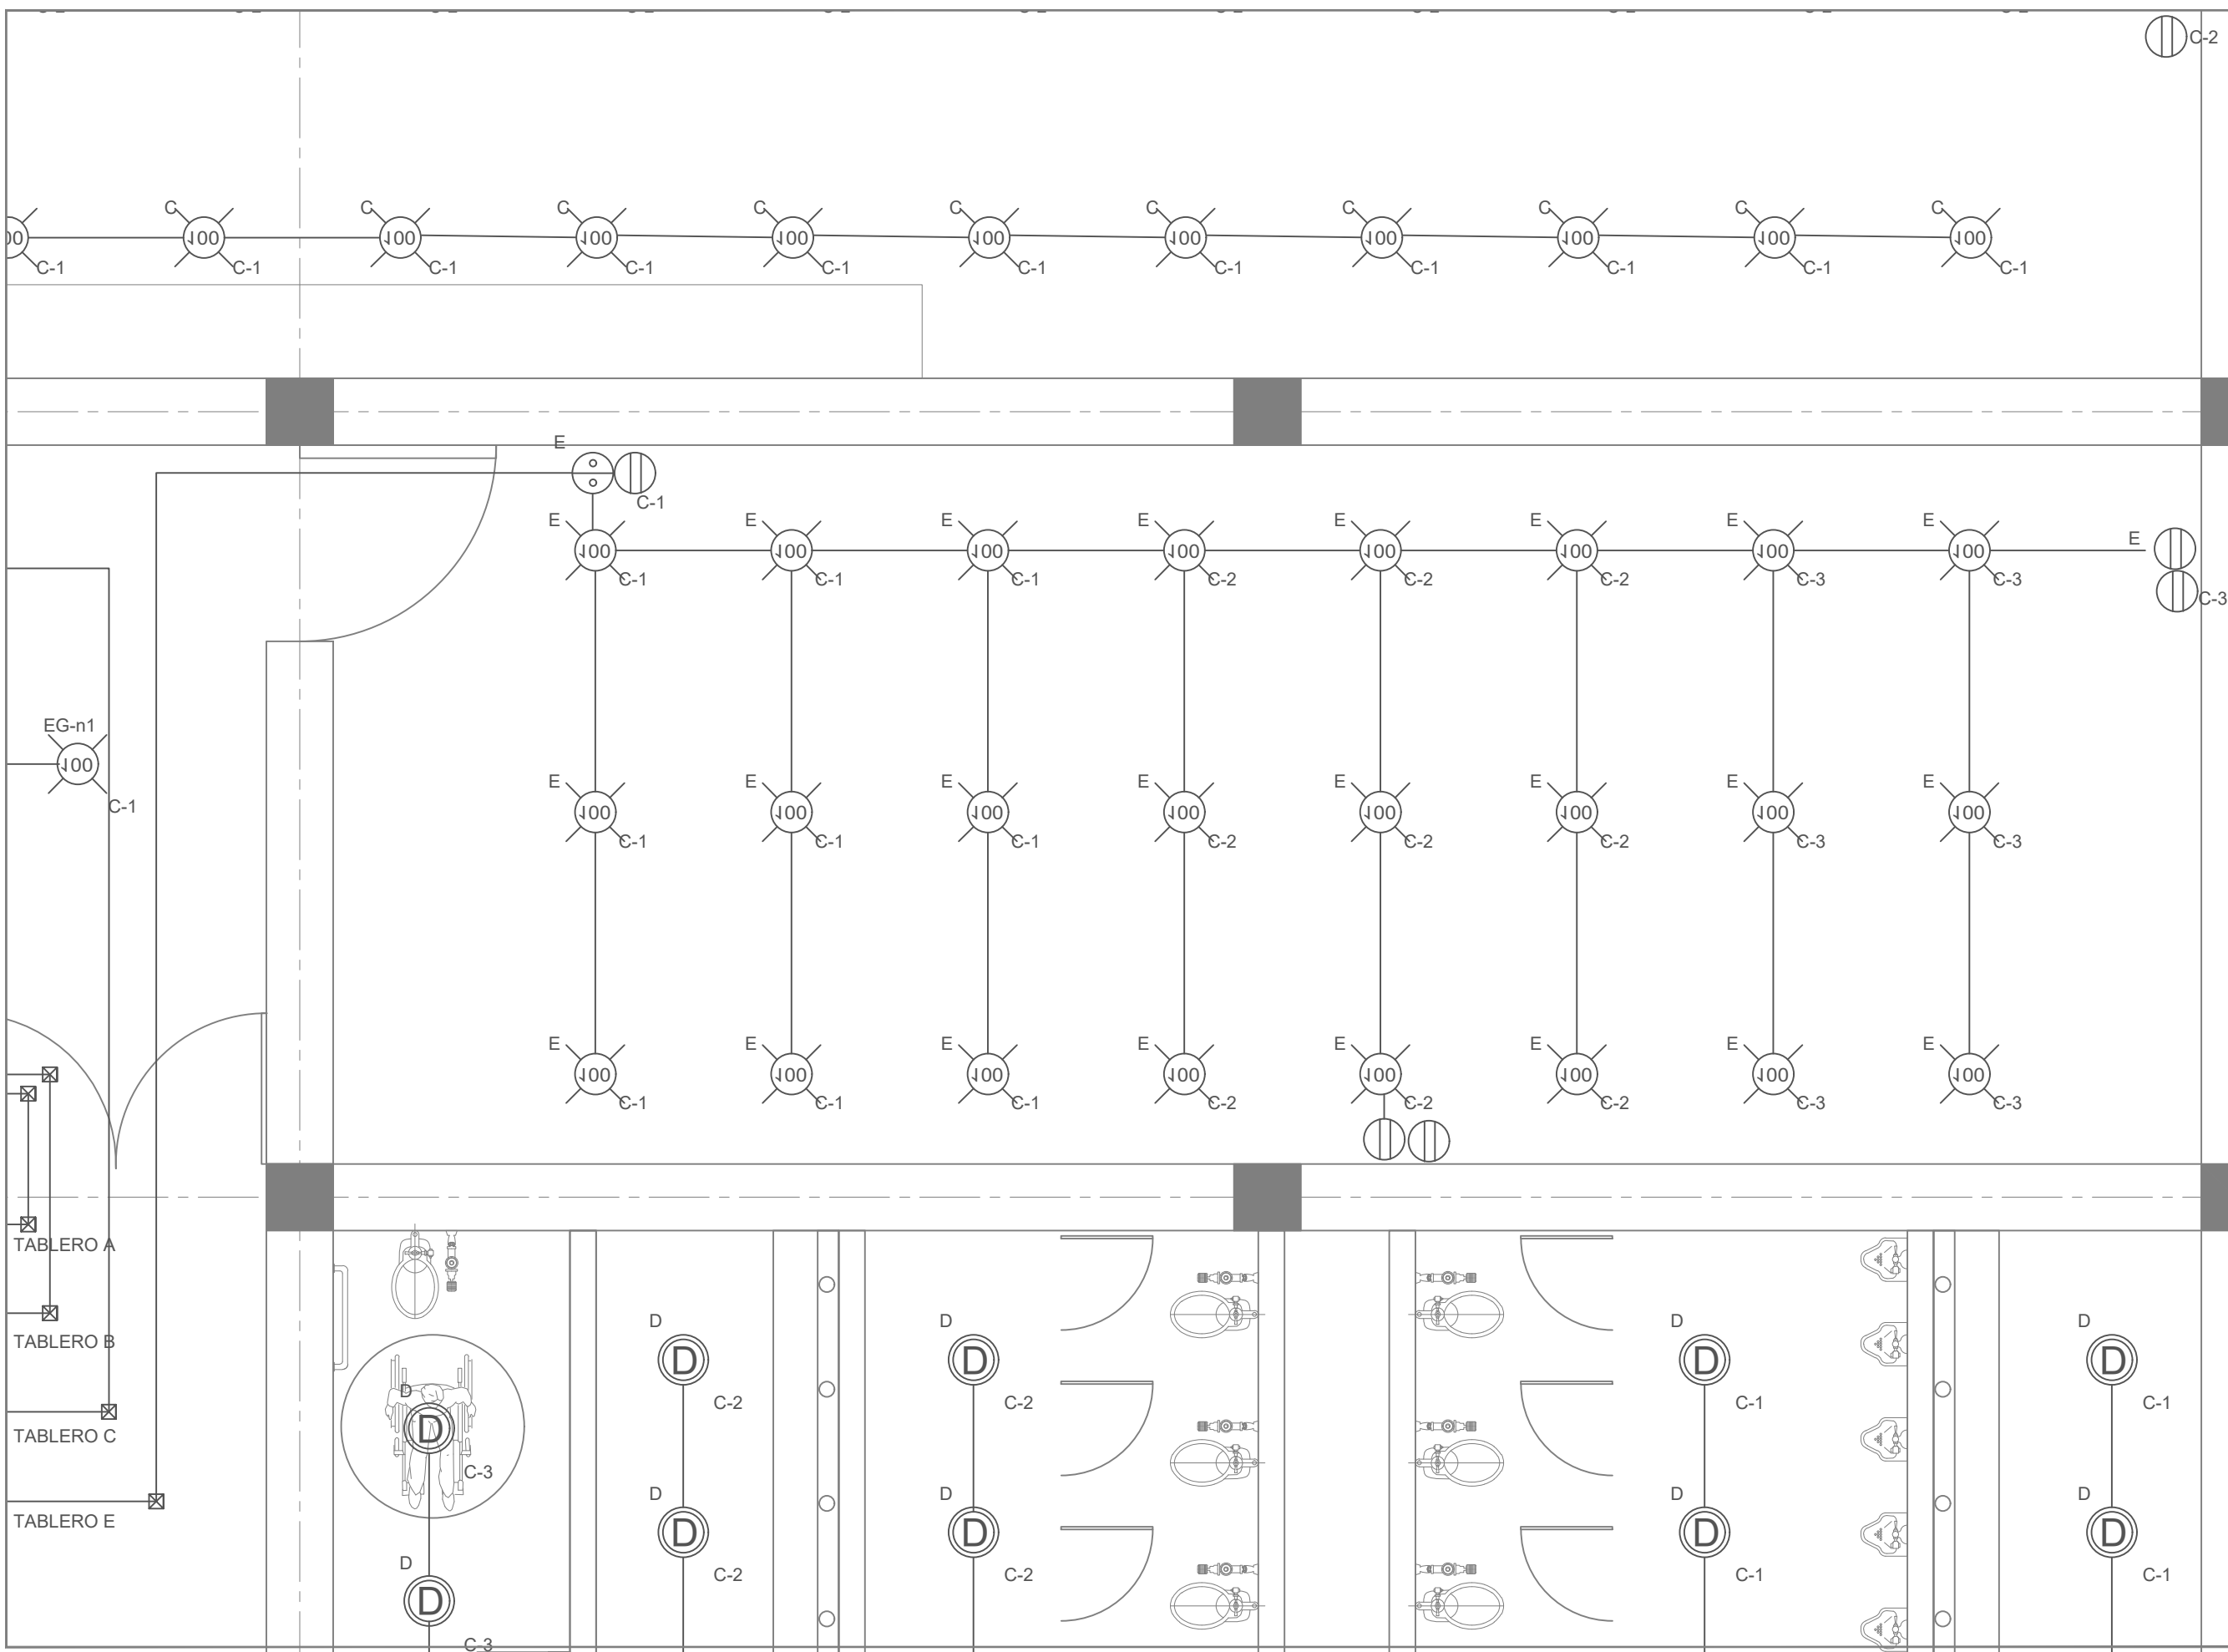 C-2
C C C C C C C C C C
00 100 100 100 100 100 100 100 100 100 100
C-1 C-1 C-1 C-1 C-1 C-1 C-1 C-1 C-1 C-1 C-1
E
C-1
E E E E E E E E E
100 100 100 100 100 100 100 100
C-1 C-1 C-1 C-2 C-2 C-2 C-3 C-3 C-3
EG-n1
100
C-1
E E E E E E E E
100 100 100 100 100 100 100 100
C-1 C-1 C-1 C-2 C-2 C-2 C-3 C-3
E E E E E E E E
100 100 100 100 100 100 100 100
C-1 C-1 C-1 C-2 C-2 C-2 C-3 C-3
TABLERO A
TABLERO B
D D D D
D D D D
C-2 C-2 C-1 C-1
D
D
TABLERO C
C-3
D D D D
TABLERO E
D D D D
C-2 C-2 C-1 C-1
D
D
C-3